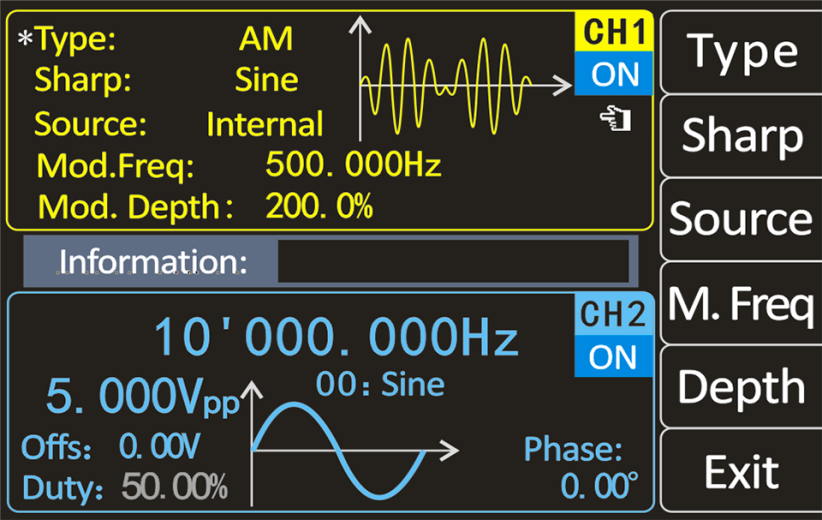 *Type: AM
CH1
ON
Sharp: Sine
Source: Internal
Mod.Freq: 500. 000Hz
Mod. Depth: 200. 0%
Information:
CH2
ON
10'000. 000Hz
5. 000Vpp
00: Sine
Offs: 0.00V
Duty: 50.00%
Phase:
0.00°
Type
Sharp
Source
M. Freq
Depth
Exit